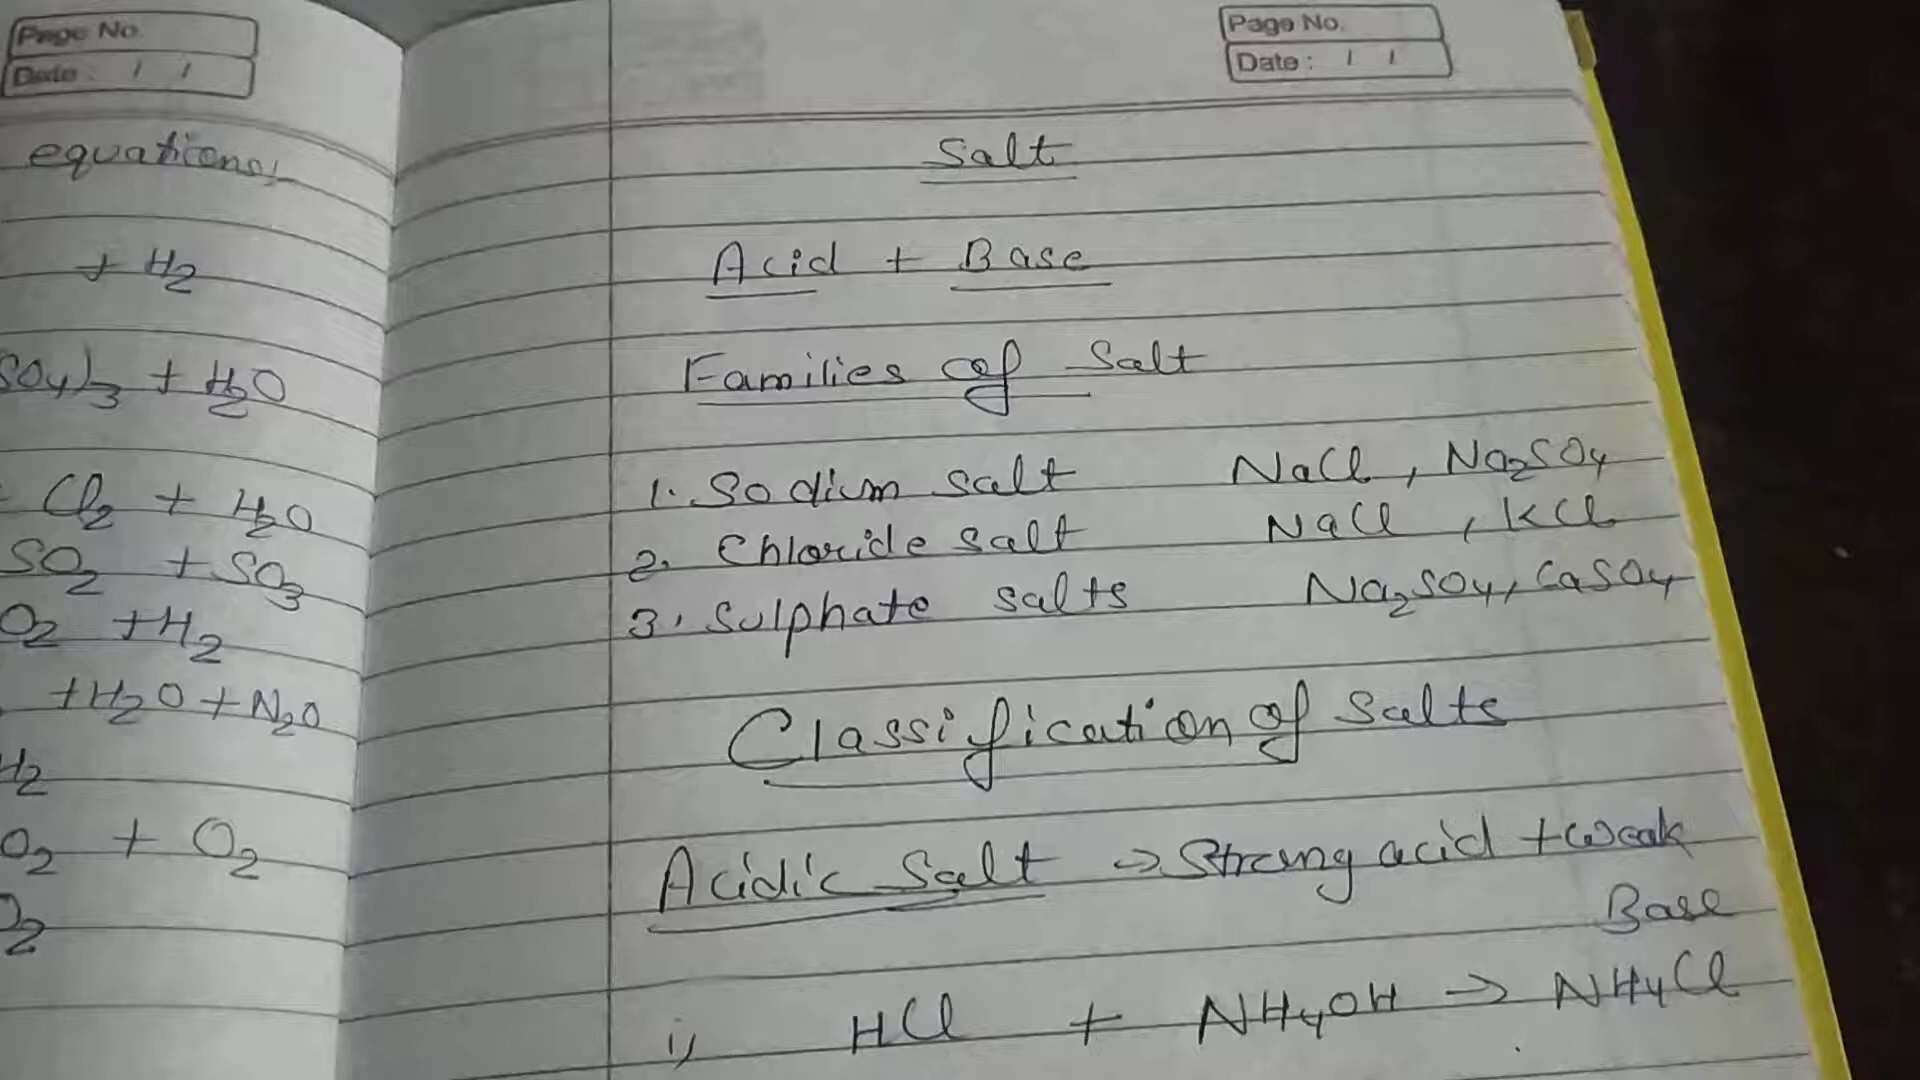 Page No.
Date : / /
equations,
+ H₂
SO₄)₃ + H₂O
Cl₂ + H₂O
SO₂ + SO₃
O₂ + H₂
+ H₂O + N₂O
H₂
O₂ + O₂
O₂
Page No.
Date : / /
Salt
Acid + Base
Families of Salt
1. Sodium salt NaCl, Na₂SO₄
2. Chloride salt NaCl, KCl
3. Sulphate salts Na₂SO₄, CaSO₄
Classification of Salts
Acidic Salt → Strong acid + weak
Base
i) HCl + NH₄OH → NH₄Cl